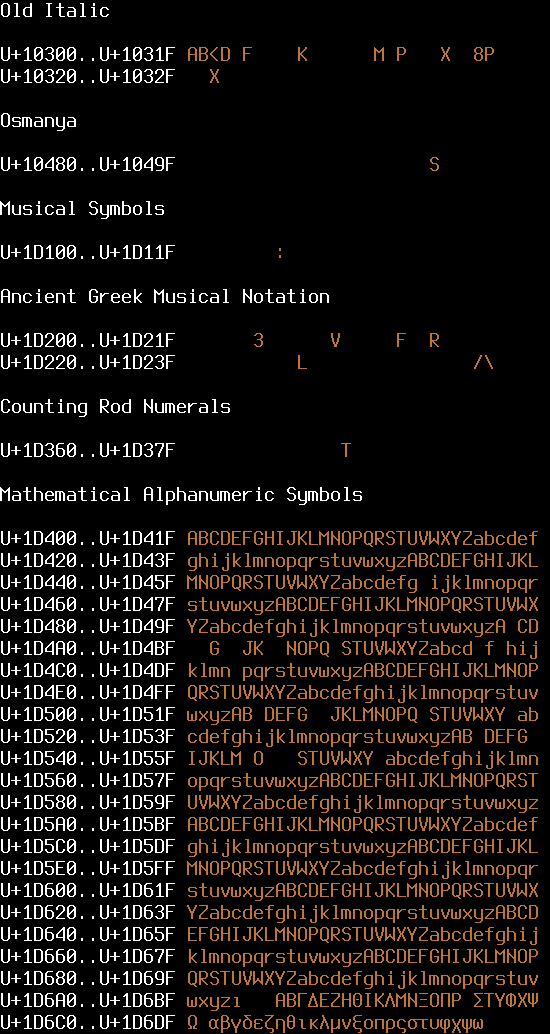 Old Italic
U+10300..U+1031F AB<D F    K      M P   X  8P
U+10320..U+1032F   X
Osmanya
U+10480..U+1049F                       S
Musical Symbols
U+1D100..U+1D11F         :
Ancient Greek Musical Notation
U+1D200..U+1D21F       3      V     F  R
U+1D220..U+1D23F           L               /\
Counting Rod Numerals
U+1D360..U+1D37F               T
Mathematical Alphanumeric Symbols
U+1D400..U+1D41F ABCDEFGHIJKLMNOPQRSTUVWXYZabcdef
U+1D420..U+1D43F ghijklmnopqrstuvwxyzABCDEFGHIJKL
U+1D440..U+1D45F MNOPQRSTUVWXYZabcdefg ijklmnopqr
U+1D460..U+1D47F stuvwxyzABCDEFGHIJKLMNOPQRSTUVWX
U+1D480..U+1D49F YZabcdefghijklmnopqrstuvwxyzA CD
U+1D4A0..U+1D4BF   G  JK  NOPQ STUVWXYZabcd f hij
U+1D4C0..U+1D4DF klmn pqrstuvwxyzABCDEFGHIJKLMNOP
U+1D4E0..U+1D4FF QRSTUVWXYZabcdefghijklmnopqrstuv
U+1D500..U+1D51F wxyzAB DEFG  JKLMNOPQ STUVWXY ab
U+1D520..U+1D53F cdefghijklmnopqrstuvwxyzAB DEFG
U+1D540..U+1D55F IJKLM O   STUVWXY abcdefghijklmn
U+1D560..U+1D57F opqrstuvwxyzABCDEFGHIJKLMNOPQRST
U+1D580..U+1D59F UVWXYZabcdefghijklmnopqrstuvwxyz
U+1D5A0..U+1D5BF ABCDEFGHIJKLMNOPQRSTUVWXYZabcdef
U+1D5C0..U+1D5DF ghijklmnopqrstuvwxyzABCDEFGHIJKL
U+1D5E0..U+1D5FF MNOPQRSTUVWXYZabcdefghijklmnopqr
U+1D600..U+1D61F stuvwxyzABCDEFGHIJKLMNOPQRSTUVWX
U+1D620..U+1D63F YZabcdefghijklmnopqrstuvwxyzABCD
U+1D640..U+1D65F EFGHIJKLMNOPQRSTUVWXYZabcdefghij
U+1D660..U+1D67F klmnopqrstuvwxyzABCDEFGHIJKLMNOP
U+1D680..U+1D69F QRSTUVWXYZabcdefghijklmnopqrstuv
U+1D6A0..U+1D6BF wxyzı   ΑΒΓΔΕΖΗΘΙΚΛΜΝΞΟΠΡ ΣΤΥΦΧΨ
U+1D6C0..U+1D6DF Ω αβγδεζηθικλμνξοπρςστυφχψω